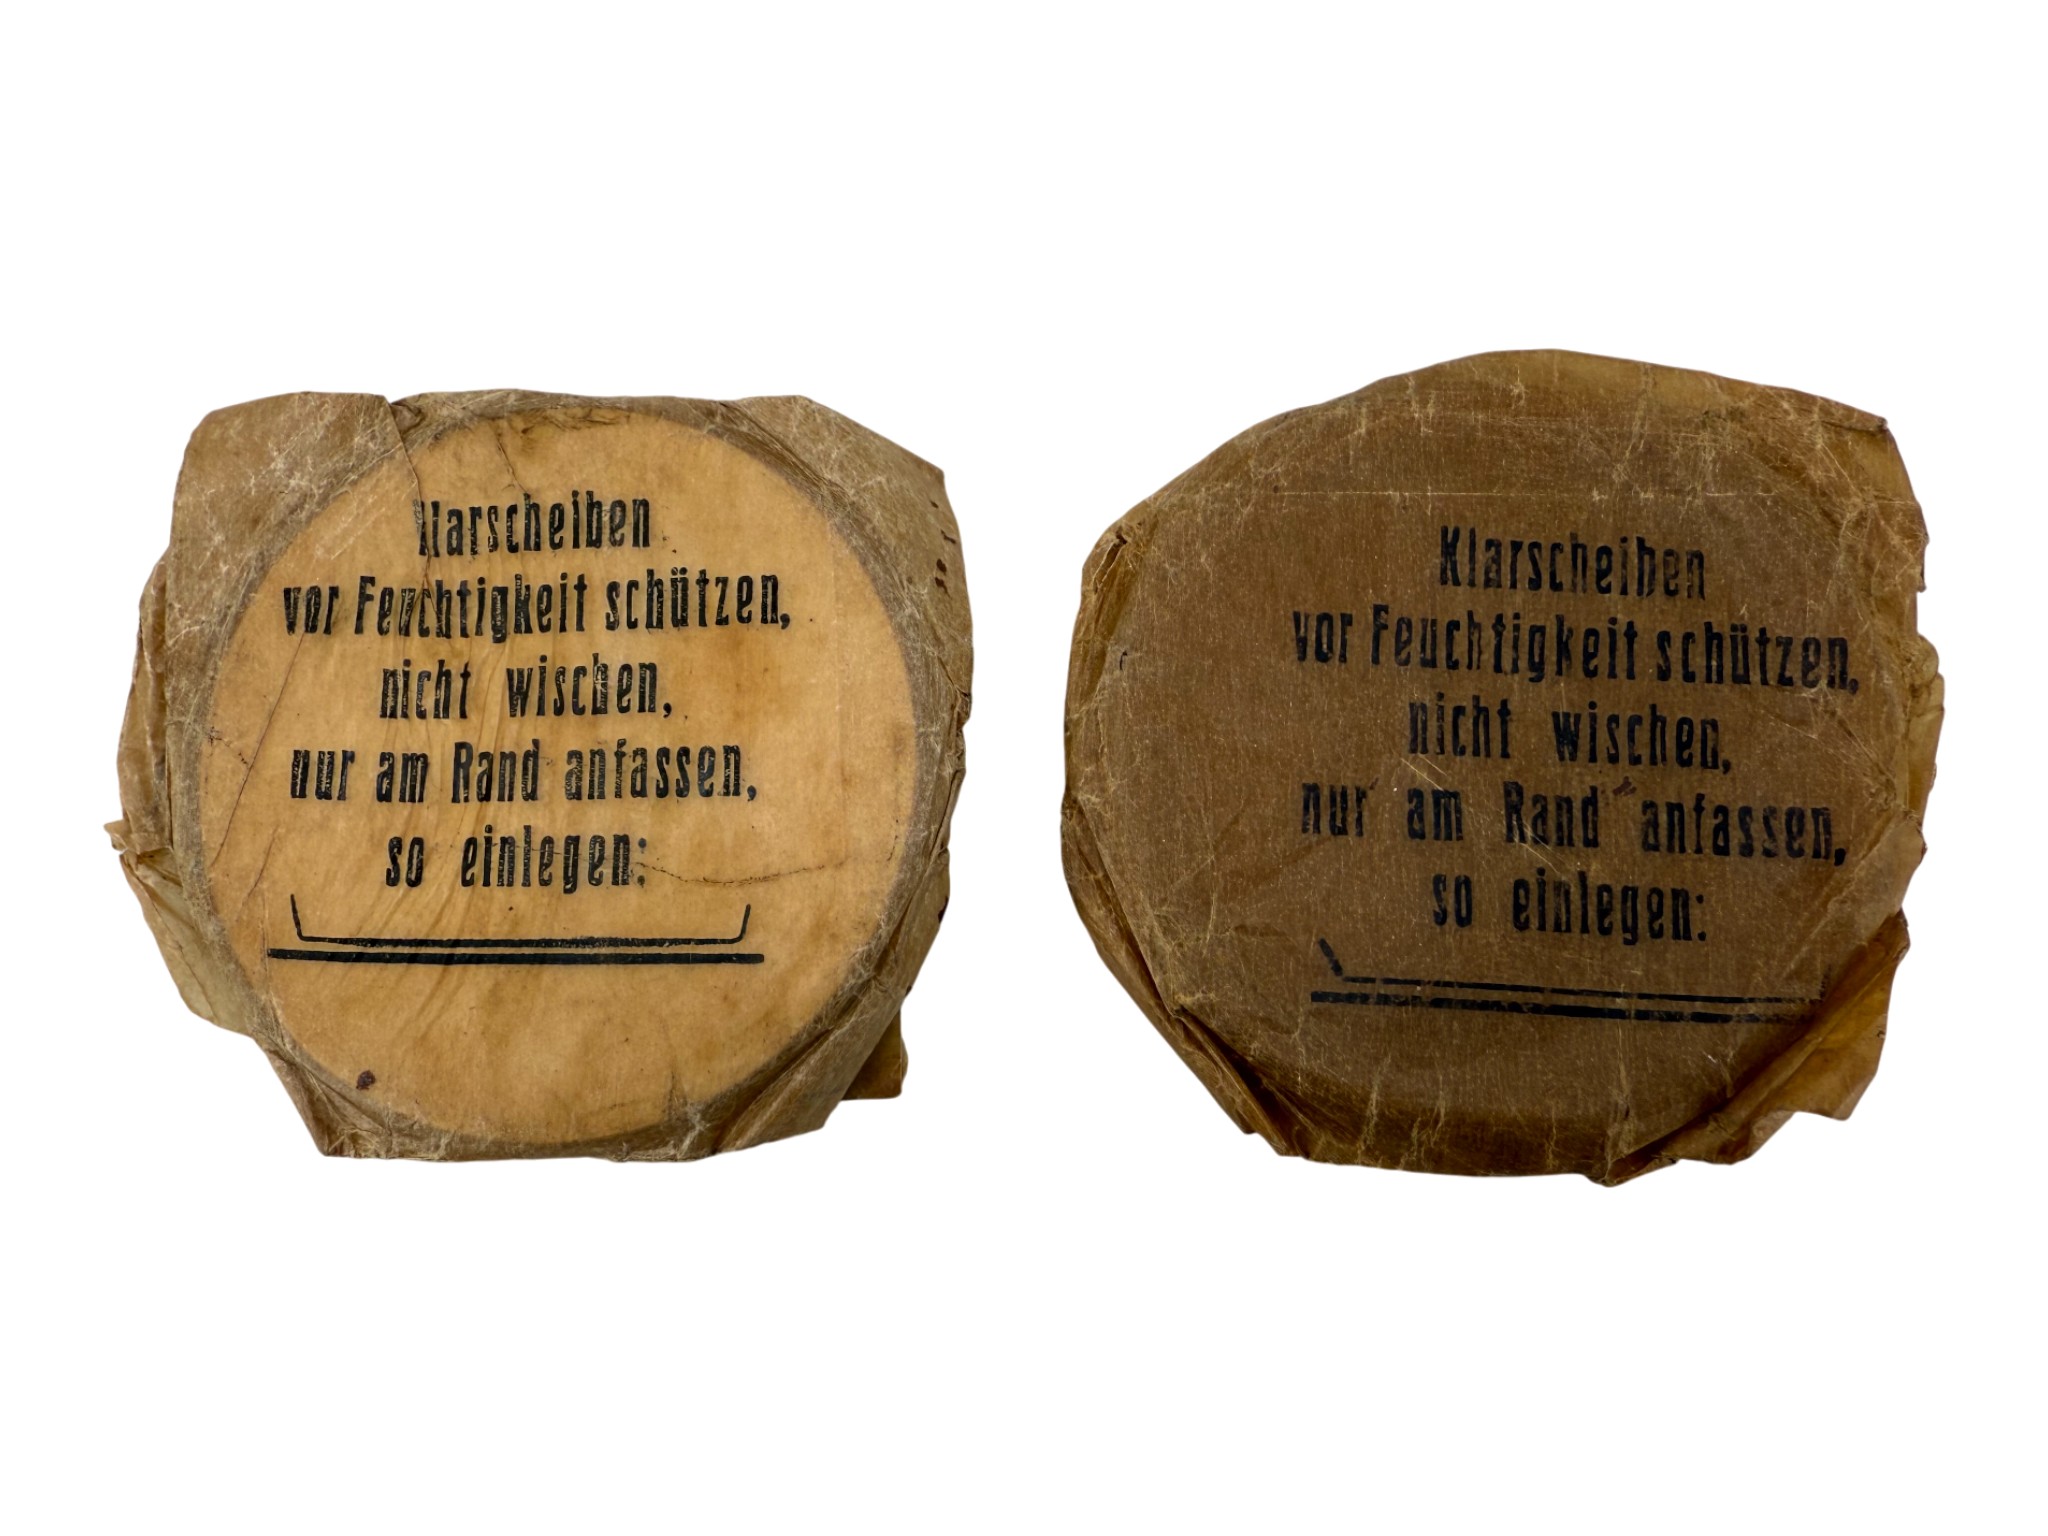 Klarscheiben
vor Feuchtigkeit schützen,
nicht wischen,
nur am Rand anfassen,
so einlegen:
Klarscheiben
vor Feuchtigkeit schützen,
nicht wischen,
nur am Rand anfassen,
so einlegen: